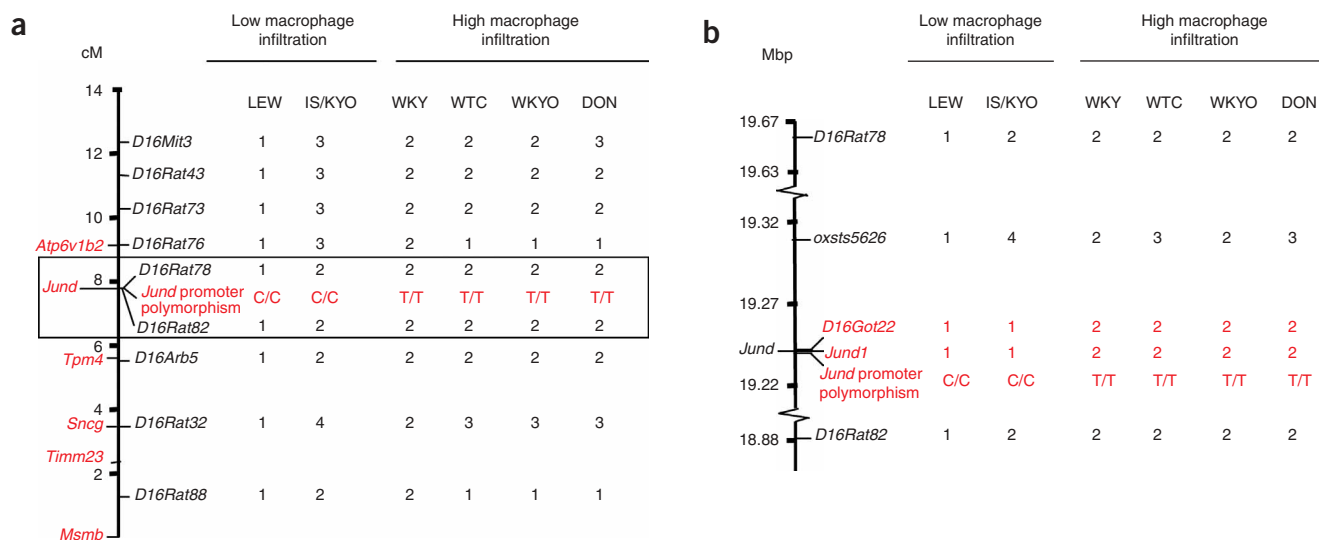 a
Low macrophage
infiltration
High macrophage
infiltration
cM
LEW IS/KYO WKY WTC WKYO DON
14
D16Mit3 1 3 2 2 2 3
12
D16Rat43 1 3 2 2 2 2
D16Rat73 1 3 2 2 2 2
10
Atp6v1b2 D16Rat76 1 3 2 1 1 1
D16Rat78 1 2 2 2 2 2
8
Jund Jund promoter
polymorphism C/C C/C T/T T/T T/T T/T
D16Rat82 1 2 2 2 2 2
6
Tpm4 D16Arb5 1 2 2 2 2 2
4
Sncg D16Rat32 1 4 2 3 3 3
Timm23
2
D16Rat88 1 2 2 1 1 1
Msmb
b
Low macrophage
infiltration
High macrophage
infiltration
Mbp
LEW IS/KYO WKY WTC WKYO DON
19.67
D16Rat78 1 2 2 2 2 2
19.63
19.32
oxsts5626 1 4 2 3 2 3
19.27
D16Got22 1 1 2 2 2 2
Jund Jund1 1 1 2 2 2 2
Jund promoter
polymorphism C/C C/C T/T T/T T/T T/T
19.22
D16Rat82 1 2 2 2 2 2
18.88